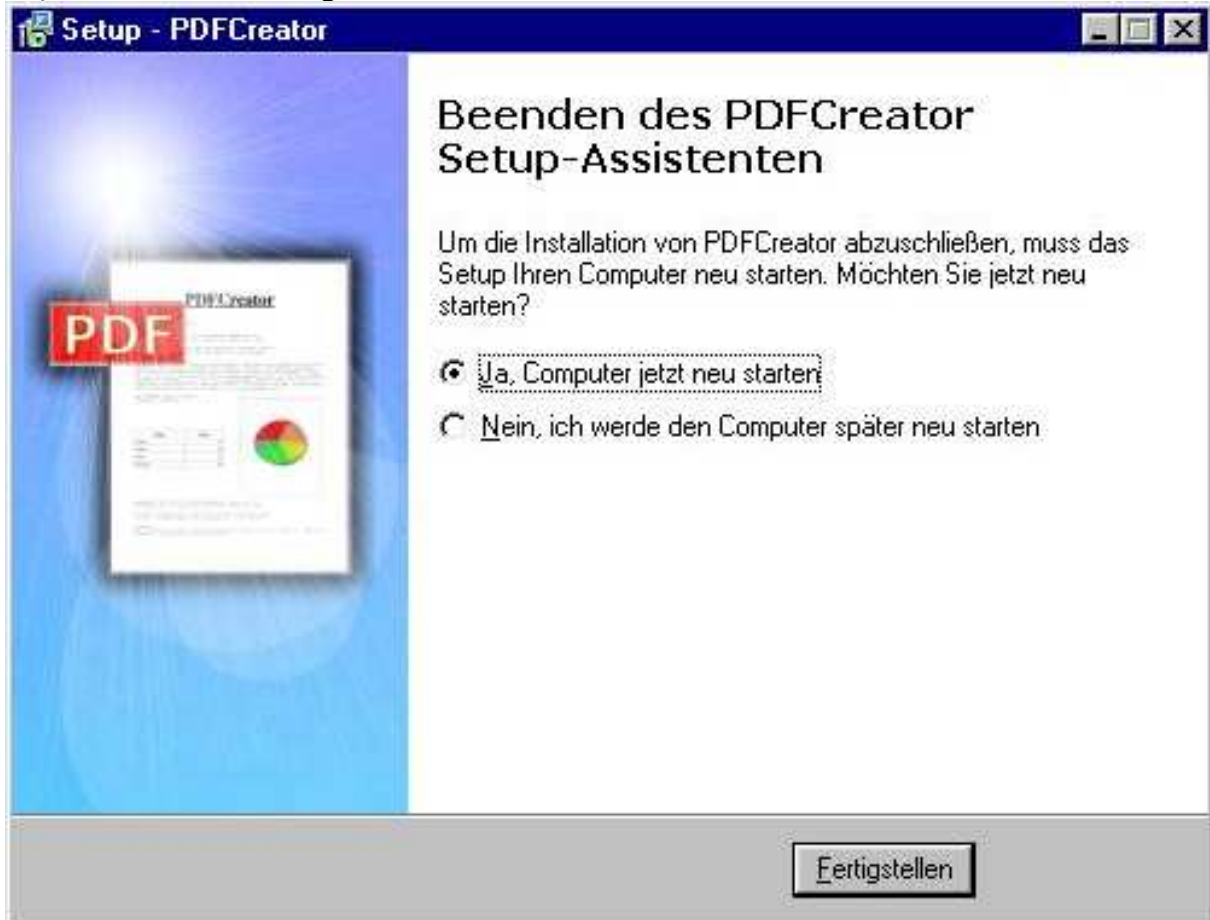 Setup - PDFCreator
Beenden des PDFCreator
Setup-Assistenten
Um die Installation von PDFCreator abzuschließen, muss das
Setup Ihren Computer neu starten. Möchten Sie jetzt neu
starten?
PDFCreator
PDF
Ja, Computer jetzt neu starten
Nein, ich werde den Computer später neu starten
Fertigstellen